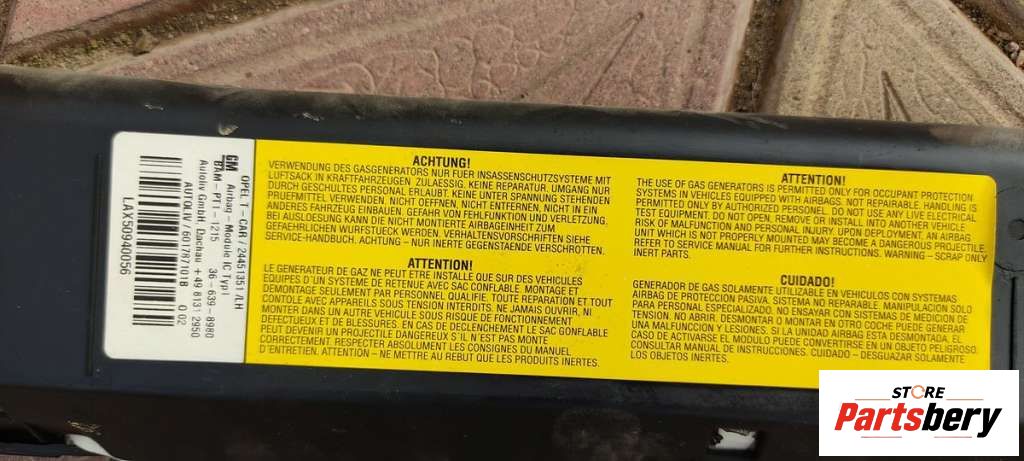 GM
OPEL T-CAR / 24451351 /LH
Airbag-Module IC Typ1
BAM-PT1-1215 36-639-8980
Autoliv GmbH, Dachau +49 8131 2950
AUTOLIV / 601787101B 0 02
LAX50940056
ACHTUNG!
VERWENDUNG DES GASGENERATORS NUR FUER INSASSENSCHUTZSYSTEME MIT
LUFTSACK IN KRAFTFAHRZEUGEN ZULAESSIG. KEINE REPARATUR. UMGANG NUR
DURCH GESCHULTES PERSONAL ERLAUBT. KEINE UNTER SPANNUNG STEHENDEN
PRUEFMITTEL VERWENDEN. NICHT OEFFNEN, NICHT ENTFERNEN, NICHT IN EIN
ANDERES FAHRZEUG EINBAUEN. GEFAHR VON FEHLFUNKTION UND VERLETZUNG.
BEI AUSLOESUNG KANN DIE NICHT MONTIERTE AIRBAGEINHEIT ZUM
GEFAEHRLICHEN WURFSTUECK WERDEN. VERHALTENSVORSCHRIFTEN SIEHE
SERVICE-HANDBUCH. ACHTUNG – NUR INERTE GEGENSTAENDE VERSCHROTTEN.
ATTENTION!
LE GENERATEUR DE GAZ NE PEUT ETRE INSTALLE QUE SUR DES VEHICULES
EQUIPES D´UN SYSTEME DE RETENUE AVEC SAC CONFLABLE. MONTAGE ET
DEMONTAGE SEULEMENT PAR PERSONNEL QUALIFIE. TOUTE REPARATION ET TOUT
CONTOLE AVEC APPAREILS SOUS TENSION INTERDITS. NE JAMAIS OUVRIR, NI
MONTER DANS UN AUTRE VEHICULE SOUS RISQUE DE FONCTIONNEMENT
DEFECTUEUX ET DE BLESSURES. EN CAS DE DECLENCHEMENT LE SAC GONFLABLE
PEUT DEVENIR UN PROJECTILE DANGEREUX S´IL N´EST PAS MONTE
CORRECTEMENT. RESPECTER ABSOLUMENT LES CONSIGNES DU MANUEL
D´ENTRETIEN. ATTENTION – NE METTRE AU REBUT QUE LES PRODUITS INERTES.
ATTENTION!
THE USE OF GAS GENERATORS IS PERMITTED ONLY FOR OCCUPANT PROTECTION
SYSTEMS IN VEHICLES EQUIPPED WITH AIRBAGS. NOT REPAIRABLE. HANDLING IS
PERMITTED ONLY BY AUTHORIZED PERSONEL. DO NOT USE ANY LIVE ELECTRICAL
TEST EQUIPMENT. DO NOT OPEN, REMOVE OR INSTALL INTO ANOTHER VEHICLE.
RISK OF MALFUNCTION AND PERSONAL INJURY. UPON DEPLOYMENT, AN AIRBAG
UNIT WHICH IS NOT PROPERLY MOUNTED MAY BECOME A DANGEROUS PROJECTILE.
REFER TO SERVICE MANUAL FOR FURTHER INSTRUCTIONS. WARNING – SCRAP ONLY
INERT PARTS.
CUIDADO!
GENERADOR DE GAS SOLAMENTE UTILIZABLE EN VEHICULOS CON SYSTEMAS
AIRBAG DE PROTECCION PASIVA. SISTEMA NO REPARABLE. MANIPULACION SOLO
PARA PERSONAL ESPECIALIZADO. NO ENSAYAR CON SISTEMAS DE MEDICION DE
TENSION. NO ABRIR. DESMONTAR O MONTAR EN OTRO COCHE PUEDE GENERAR
UNA MALFUNCCION Y LESIONES. SI LA UNIDAD AIRBAG ESTA DESMONTADA, EL
CASO DE ACTIVARSE EL MODULO PUEDE CONVERTIRSE EN UN OBJETO PELIGROSO.
CONSULTAR MANUAL DE INSTRUCCIONES. CUIDADO – DESGUAZAR SOLAMENTE
LOS OBJETOS INERTES.
STORE
Partsbery